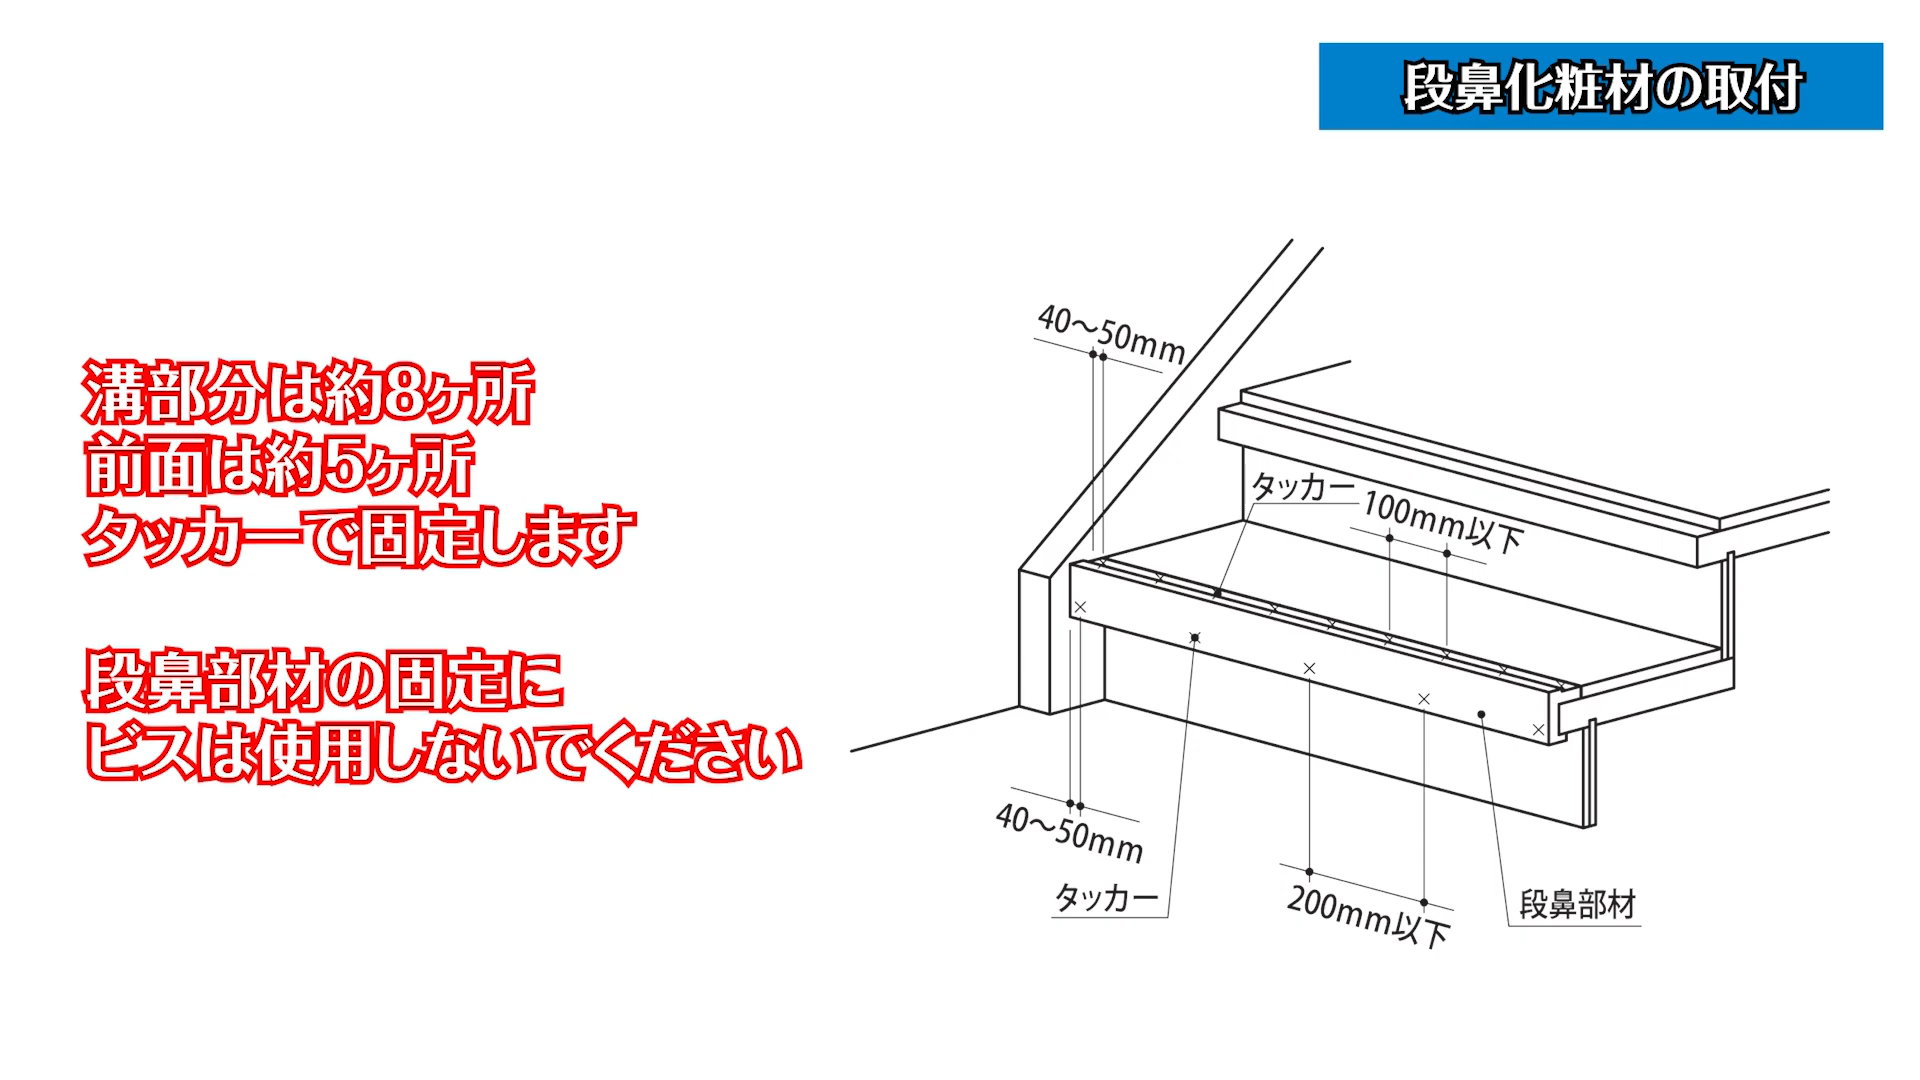 段鼻化粧材の取付
溝部分は約8ヶ所
前面は約5ヶ所
タッカーで固定します
段鼻部材の固定に
ビスは使用しないでください
40〜50mm
タッカー
100mm以下
40〜50mm
タッカー
200mm以下
段鼻部材